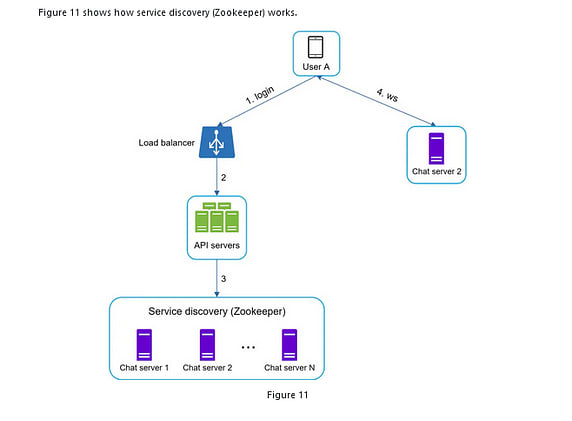 Figure 11 shows how service discovery (Zookeeper) works.
User A
1. login
4. ws
Load balancer
Chat server 2
2
API servers
3
Service discovery (Zookeeper)
Chat server 1
Chat server 2
...
Chat server N
Figure 11